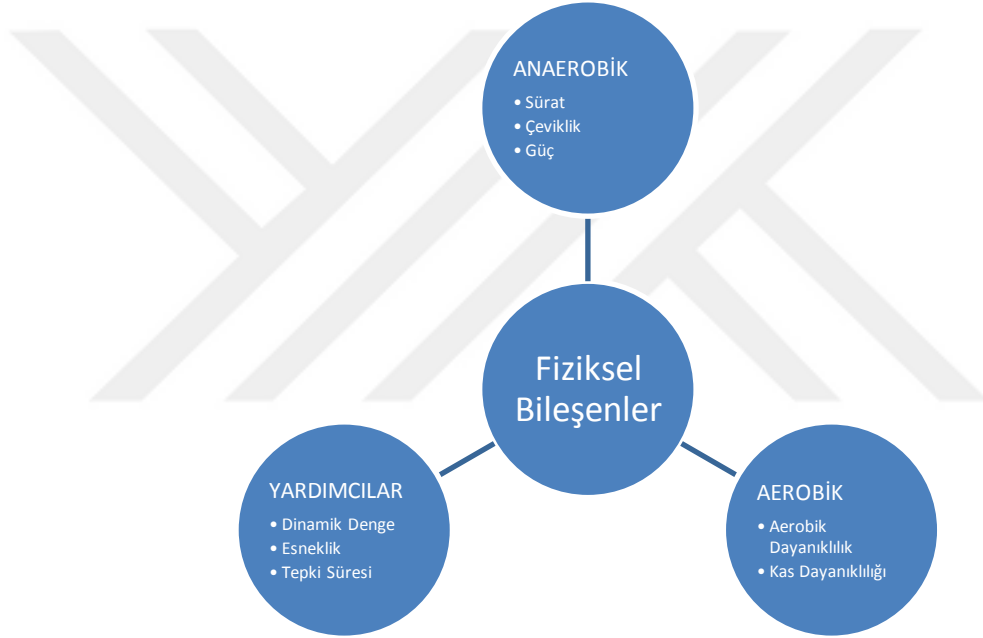 ANAEROBİK
• Sürat
• Çeviklik
• Güç
Fiziksel
Bileşenler
YARDIMCILAR
• Dinamik Denge
• Esneklik
• Tepki Süresi
AEROBİK
• Aerobik
Dayanıklılık
• Kas Dayanıklılığı